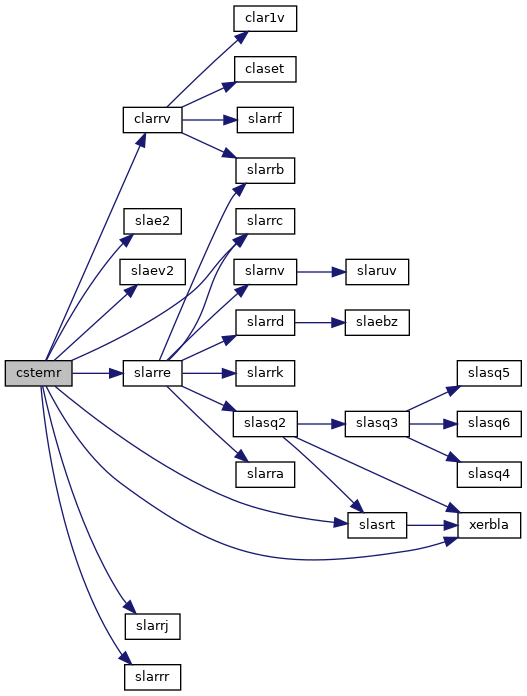 clar1v
claset
clarrv
slarrf
slarrb
slae2
slarrc
slaev2
slarnv
slaruv
slarrd
slaebz
cstemr
slarre
slarrk
slasq5
slasq2
slasq3
slasq6
slarra
slasq4
slasrt
xerbla
slarrj
slarrr